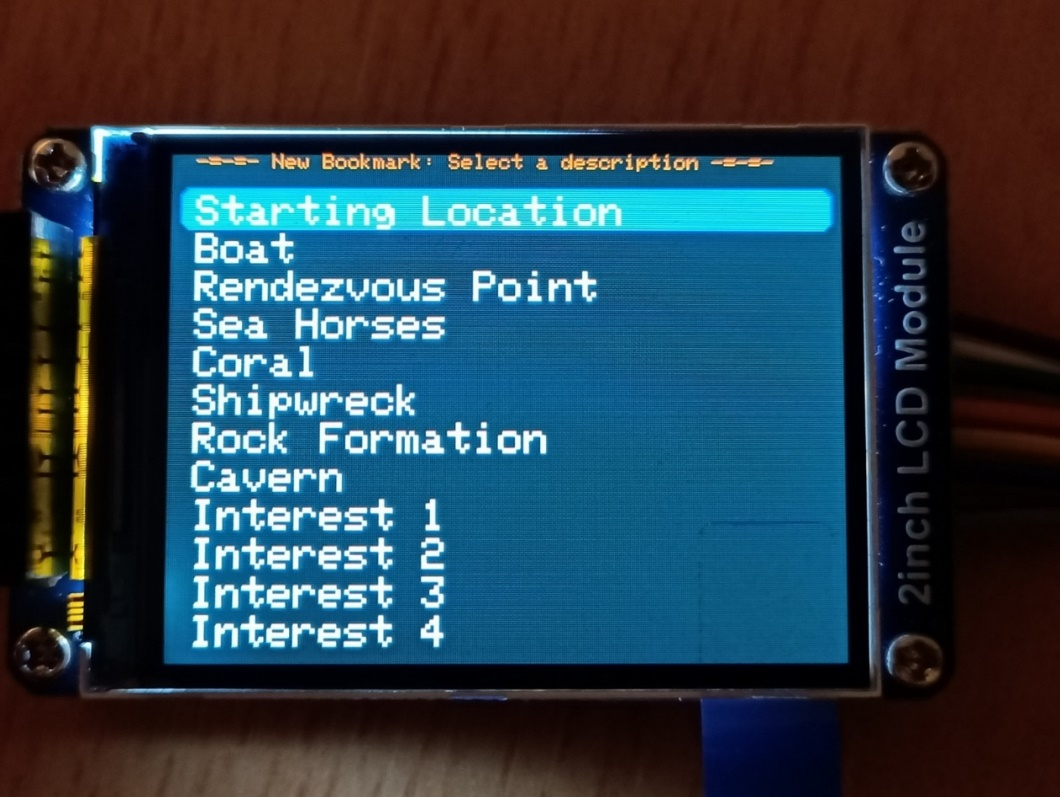 -=-=- New Bookmark: Select a description -=-=-
Starting Location
Boat
Rendezvous Point
Sea Horses
Coral
Shipwreck
Rock Formation
Cavern
Interest 1
Interest 2
Interest 3
Interest 4
2inch LCD Module